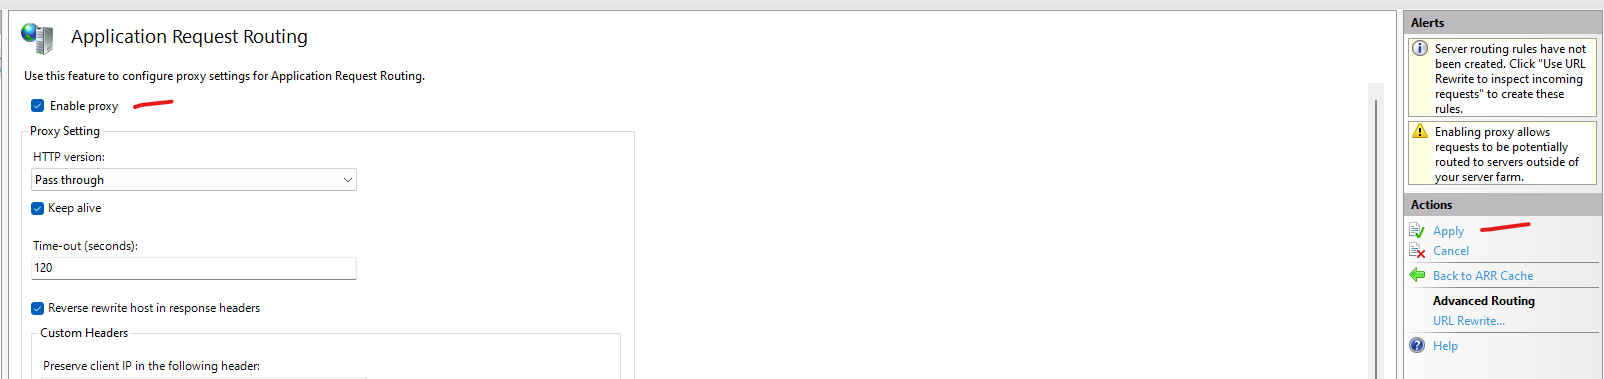 Application Request Routing
Use this feature to configure proxy settings for Application Request Routing.
Enable proxy
Proxy Setting
HTTP version:
Pass through
Keep alive
Time-out (seconds):
120
Reverse rewrite host in response headers
Custom Headers
Preserve client IP in the following header:
Alerts
Server routing rules have not
been created. Click "Use URL
Rewrite to inspect incoming
requests" to create these
rules.
Enabling proxy allows
requests to be potentially
routed to servers outside of
your server farm.
Actions
Apply
Cancel
Back to ARR Cache
Advanced Routing
URL Rewrite...
Help